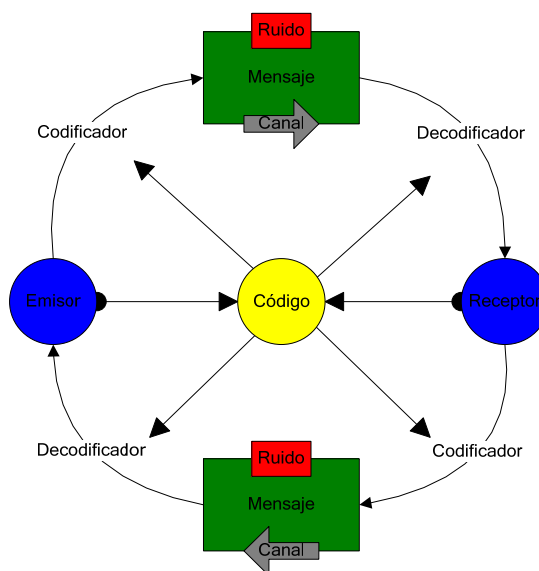 Ruido
Mensaje
Canal
Codificador
Decodificador
Emisor
Código
Receptor
Decodificador
Codificador
Ruido
Mensaje
Canal